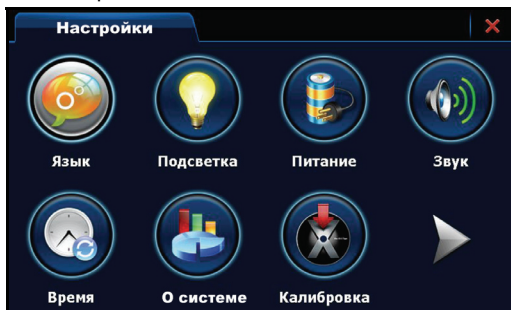 Настройки
Язык
Подсветка
Питание
Звук
Время
О системе
Калибровка